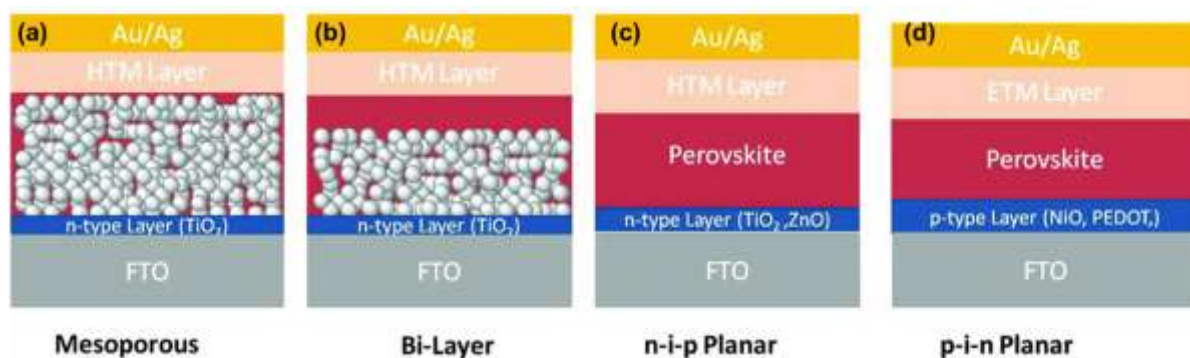 (a) Au/Ag
HTM Layer
n-type Layer (TiO2)
FTO
Mesoporous
(b) Au/Ag
HTM Layer
n-type Layer (TiO2)
FTO
Bi-Layer
(c) Au/Ag
HTM Layer
Perovskite
n-type Layer (TiO2 ,ZnO)
FTO
n-i-p Planar
(d) Au/Ag
ETM Layer
Perovskite
p-type Layer (NiO, PEDOT,)
FTO
p-i-n Planar